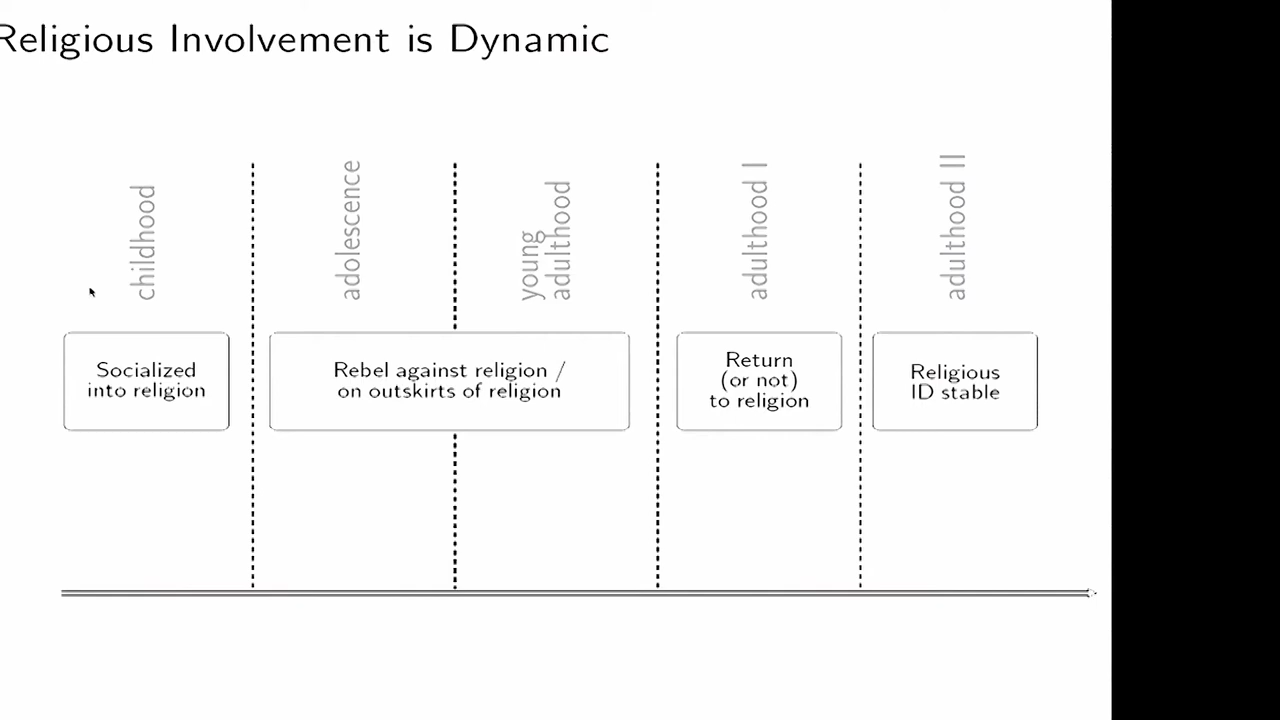 Religious Involvement is Dynamic
childhood
adolescence
young
adulthood
adulthood I
adulthood II
Socialized
into religion
Rebel against religion /
on outskirts of religion
Return
(or not)
to religion
Religious
ID stable